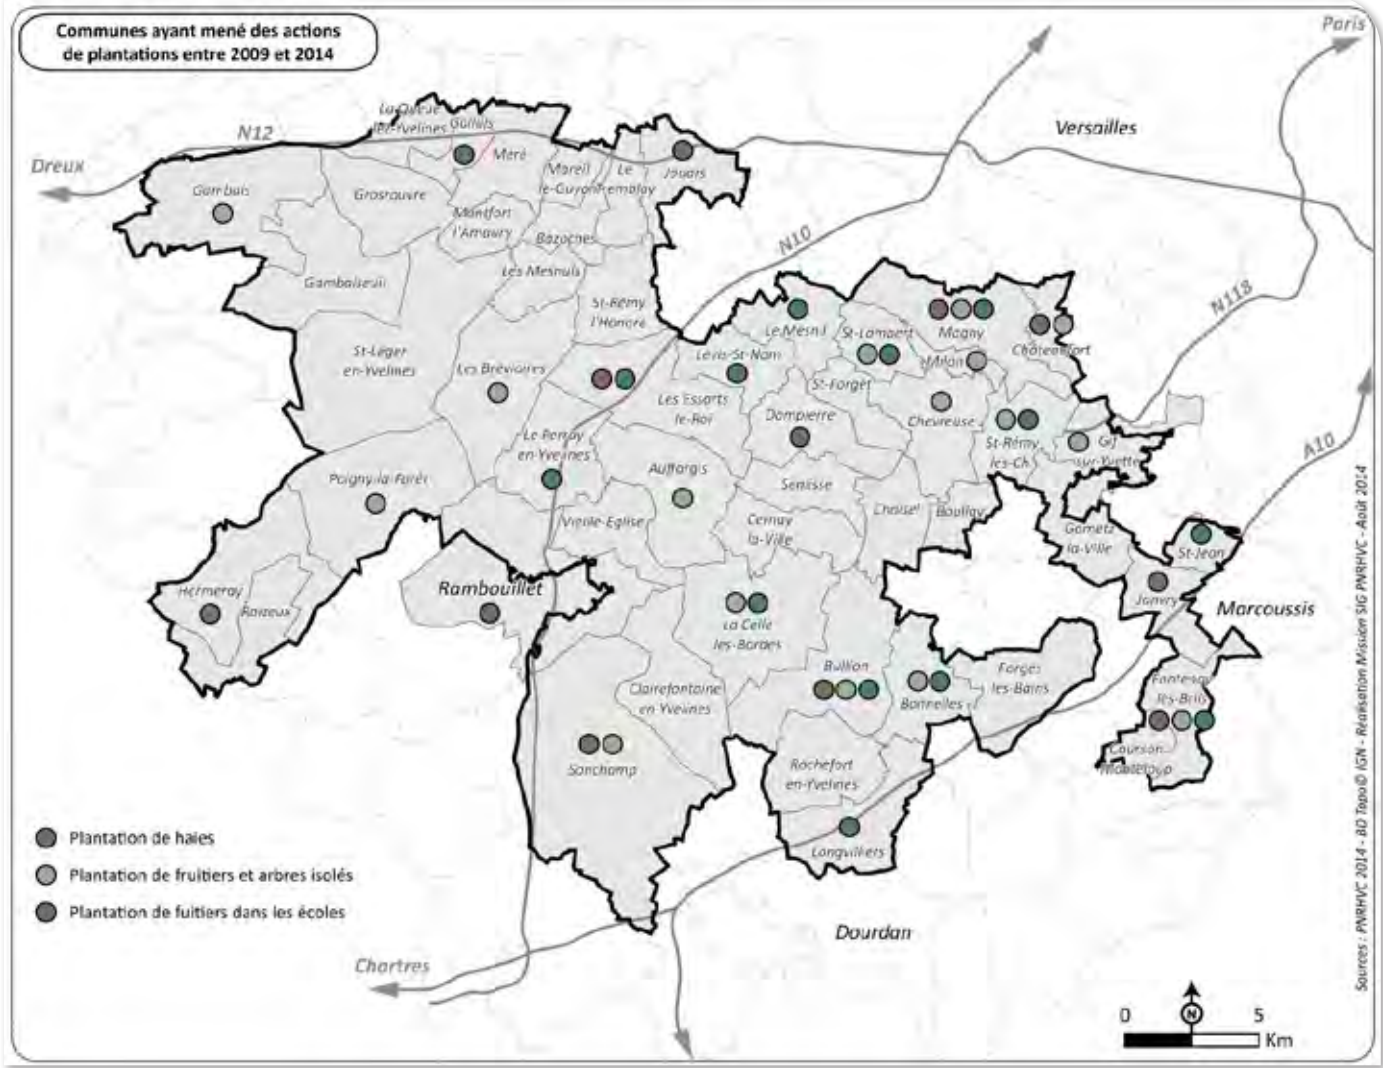 Communes ayant mené des actions
de plantations entre 2009 et 2014
Paris
Versailles
N12
Dreux
La Queue
lez-Yvelines
Galluis
Méré
Mareil
le-Guyon
Le
Tremblay
Jouars
Gambais
Grosrouvre
Montfort
l'Amaury
Bazoches
Les Mesnuls
Gambaiseuil
N10
N118
A10
St-Rémy
l'Honoré
Le Mesnil
St-Lambert
Magny
Châteaufort
Milon
St-Léger
en-Yvelines
Les Bréviaires
Lévis-St-Nom
Les Essarts
le-Roi
St-Forget
Dampierre
Chevreuse
St-Rémy
les-Ch.
Gif
sur-Yvette
Le Perray
en-Yvelines
Auffargis
Poigny-la-Forêt
Senlisse
Vieille-Eglise
Cernay
la-Ville
Choisel
Boullay
Gometz
la-Ville
St-Jean
Janvry
Marcoussis
Hermeray
Raizeux
Rambouillet
La Celle
les-Bordes
Bullion
Bonnelles
Forges
les-Bains
Fontenay
les-Briis
Courson
Monteloup
Clairefontaine
en Yvelines
Sonchamp
Rochefort
en-Yvelines
Longvilliers
Plantation de haies
Plantation de fruitiers et arbres isolés
Plantation de fuitiers dans les écoles
Dourdan
Chartres
N
0 5
Km
Sources : PNRHVC 2014 - BD Topo© IGN - Réalisation Mission SIG PNRHVC - Août 2014